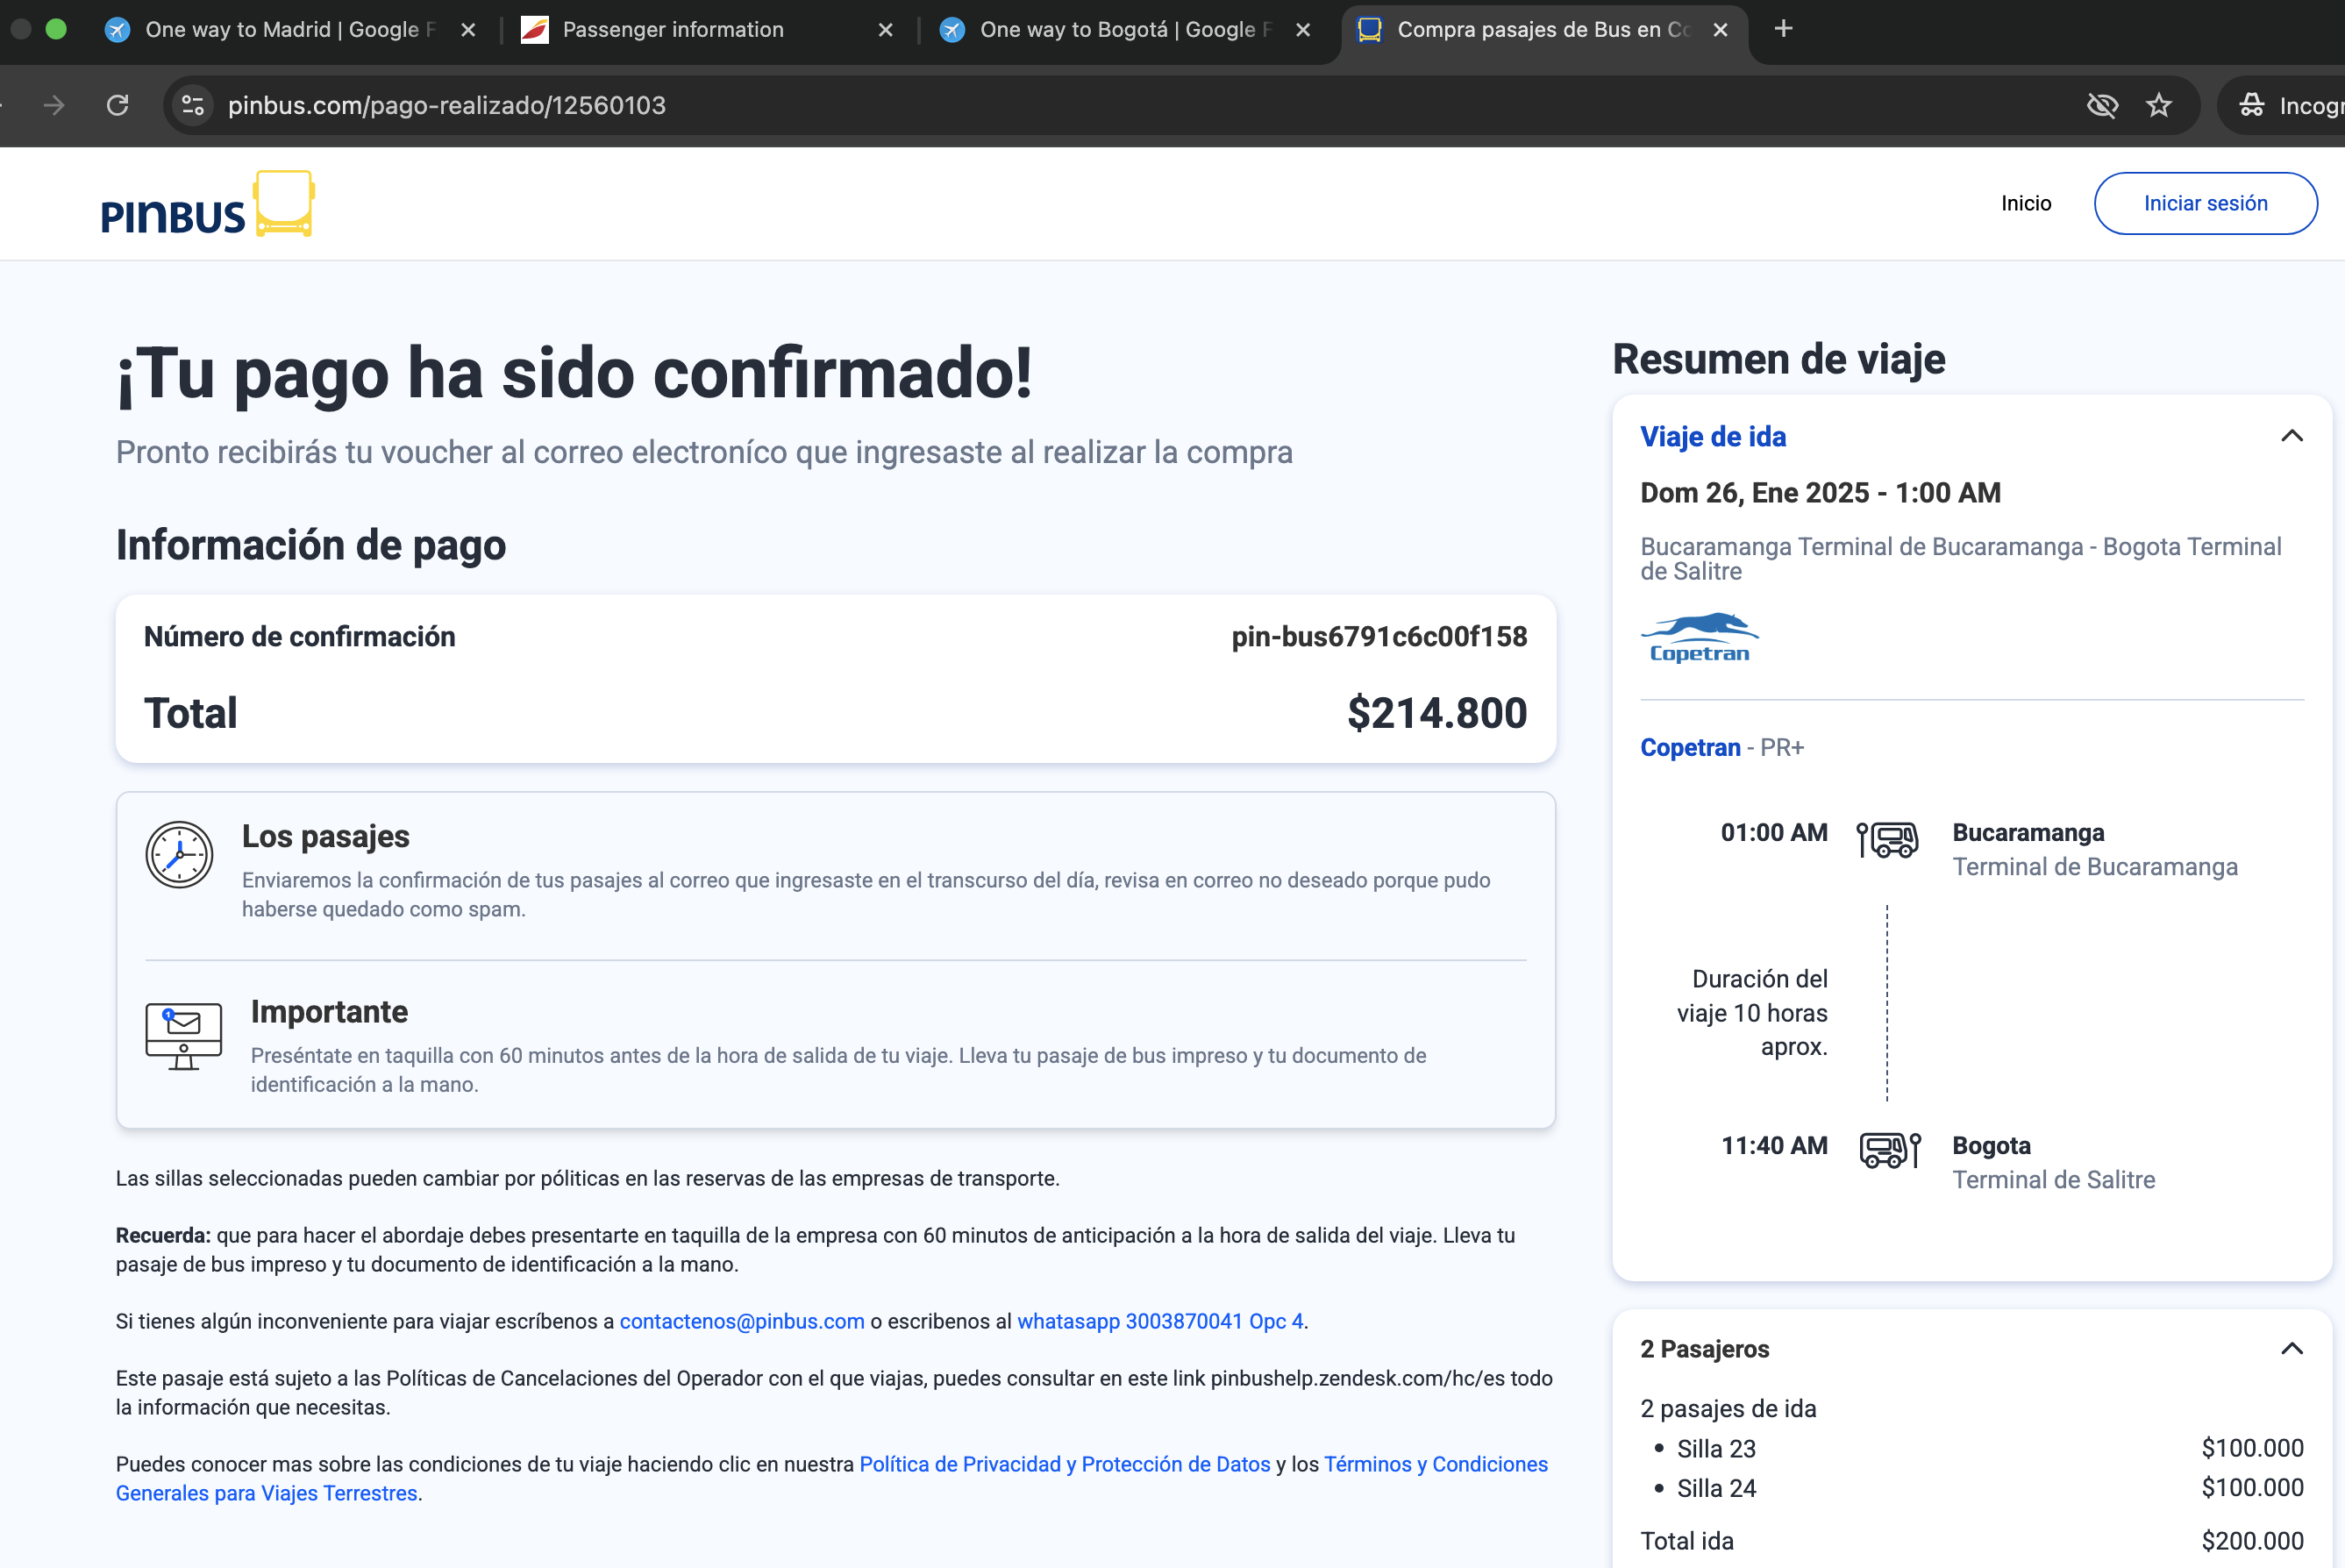 One way to Madrid | Google F
Passenger information
One way to Bogotá | Google F
Compra pasajes de Bus en Co
pinbus.com/pago-realizado/12560103
Incogn
PINBUS
Inicio
Iniciar sesión
¡Tu pago ha sido confirmado!
Pronto recibirás tu voucher al correo electroníco que ingresaste al realizar la compra
Información de pago
Número de confirmación pin-bus6791c6c00f158
Total $214.800
Los pasajes
Enviaremos la confirmación de tus pasajes al correo que ingresaste en el transcurso del día, revisa en correo no deseado porque pudo
haberse quedado como spam.
Importante
Preséntate en taquilla con 60 minutos antes de la hora de salida de tu viaje. Lleva tu pasaje de bus impreso y tu documento de
identificación a la mano.
Las sillas seleccionadas pueden cambiar por póliticas en las reservas de las empresas de transporte.
Recuerda: que para hacer el abordaje debes presentarte en taquilla de la empresa con 60 minutos de anticipación a la hora de salida del viaje. Lleva tu
pasaje de bus impreso y tu documento de identificación a la mano.
Si tienes algún inconveniente para viajar escríbenos a contactenos@pinbus.com o escribenos al whatasapp 3003870041 Opc 4.
Este pasaje está sujeto a las Políticas de Cancelaciones del Operador con el que viajas, puedes consultar en este link pinbushelp.zendesk.com/hc/es todo
la información que necesitas.
Puedes conocer mas sobre las condiciones de tu viaje haciendo clic en nuestra Política de Privacidad y Protección de Datos y los Términos y Condiciones
Generales para Viajes Terrestres.
Resumen de viaje
Viaje de ida
Dom 26, Ene 2025 - 1:00 AM
Bucaramanga Terminal de Bucaramanga - Bogota Terminal
de Salitre
Copetran
Copetran - PR+
01:00 AM
Bucaramanga
Terminal de Bucaramanga
Duración del
viaje 10 horas
aprox.
11:40 AM
Bogota
Terminal de Salitre
2 Pasajeros
2 pasajes de ida
• Silla 23 $100.000
• Silla 24 $100.000
Total ida $200.000